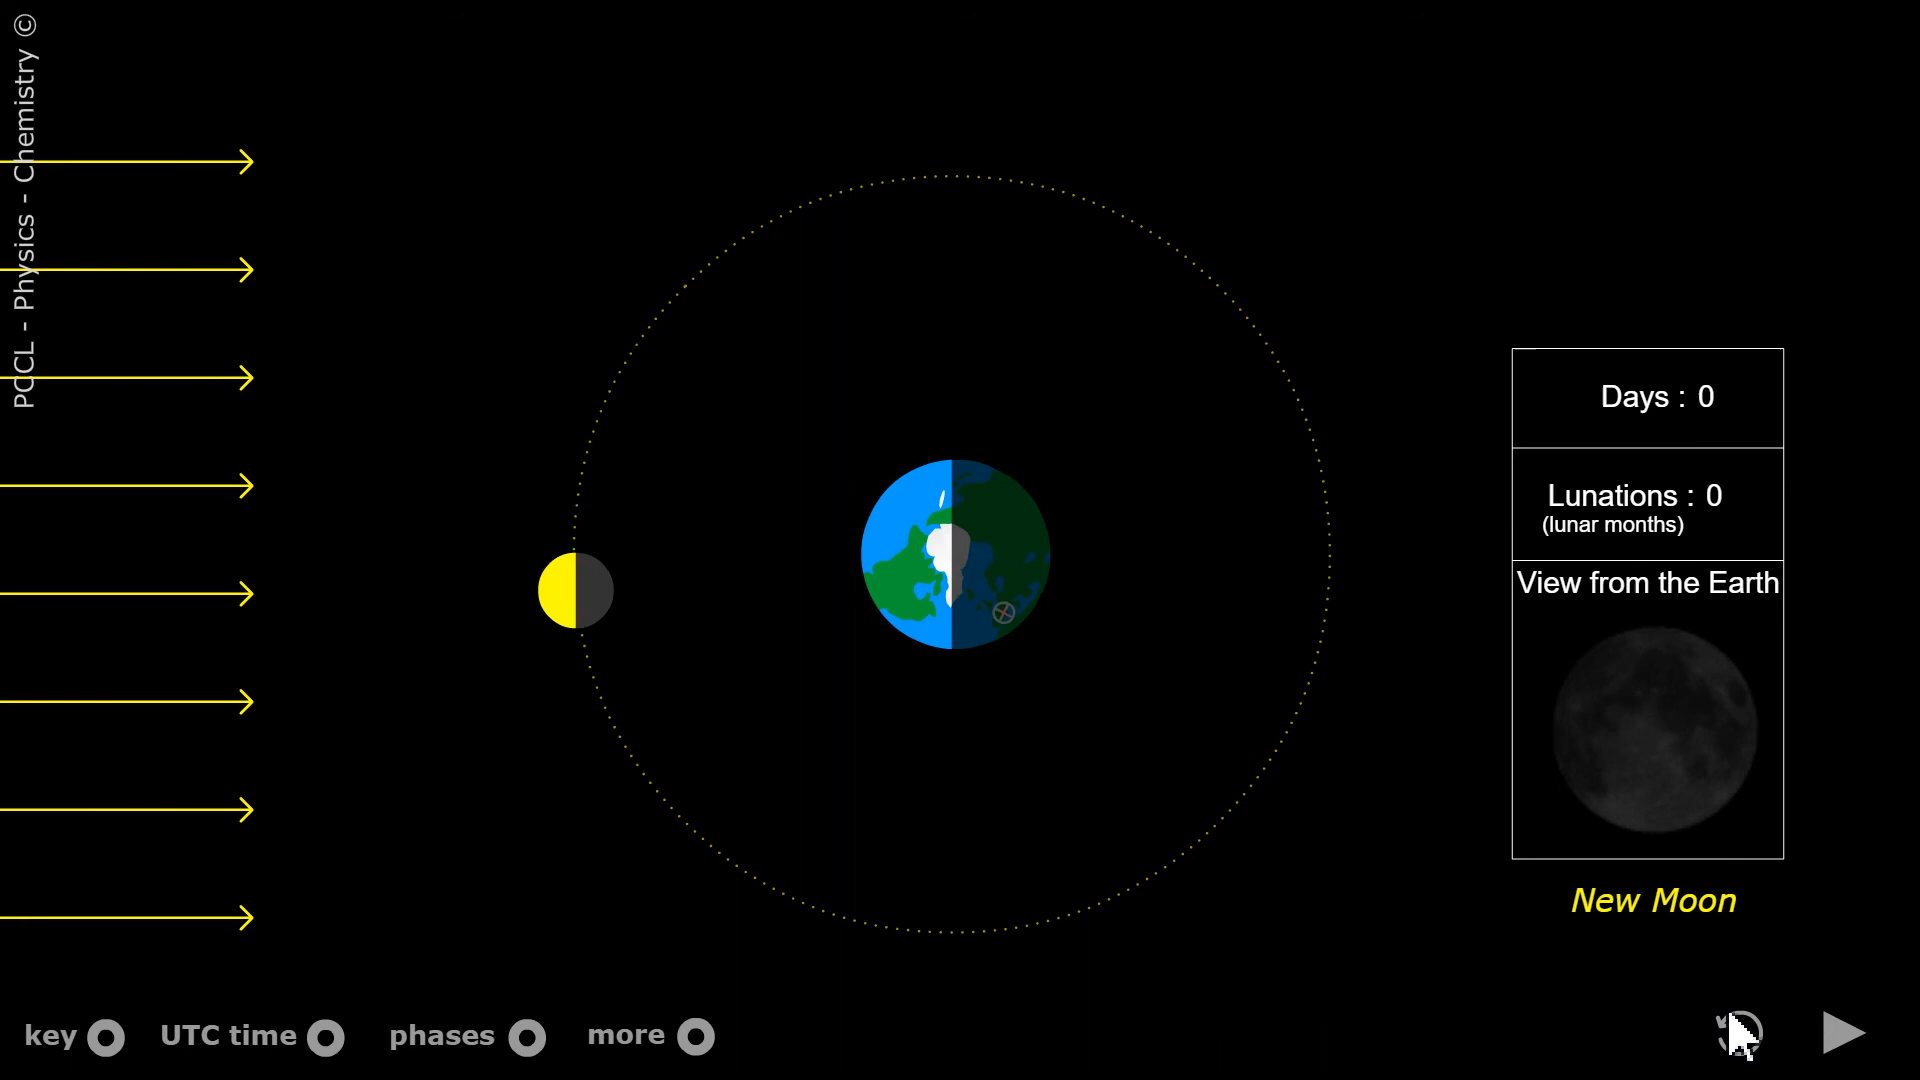 PCCL - Physics - Chemistry ©
Days : 0
Lunations : 0
(lunar months)
View from the Earth
New Moon
key
UTC time
phases
more